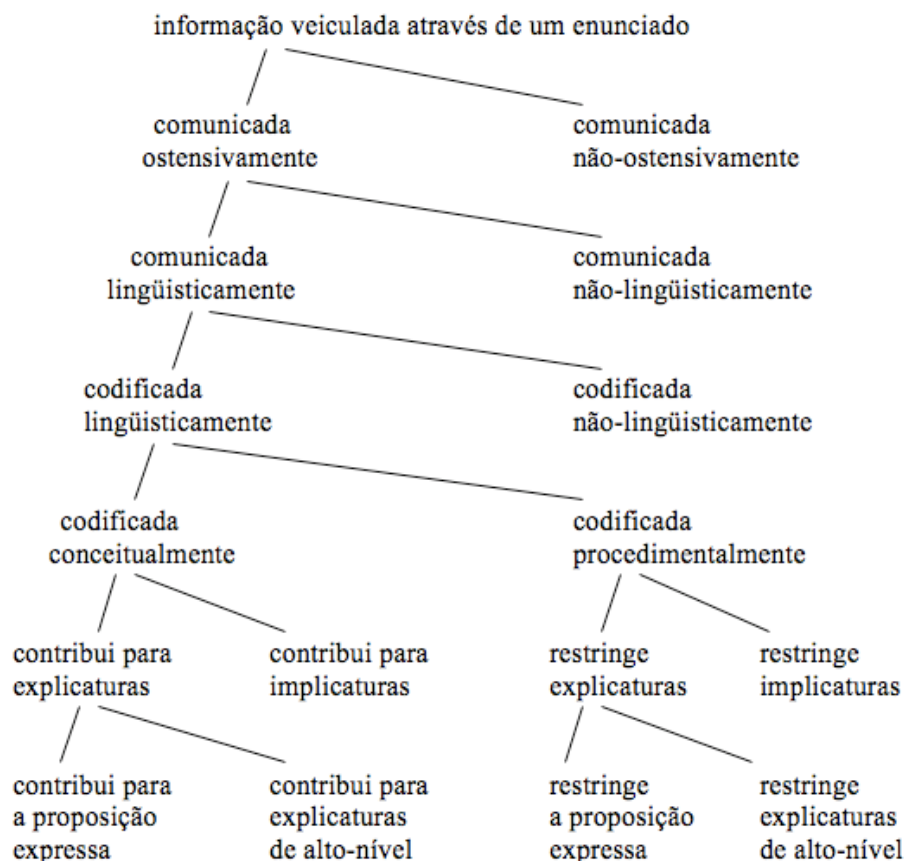 informação veiculada através de um enunciado
comunicada
ostensivamente
comunicada
não-ostensivamente
comunicada
lingüisticamente
comunicada
não-lingüisticamente
codificada
lingüisticamente
codificada
não-lingüisticamente
codificada
conceitualmente
codificada
procedimentalmente
contribui para
explicaturas
contribui para
implicaturas
restringe
explicaturas
restringe
implicaturas
contribui para
a proposição
expressa
contribui para
explicaturas
de alto-nível
restringe
a proposição
expressa
restringe
explicaturas
de alto-nível